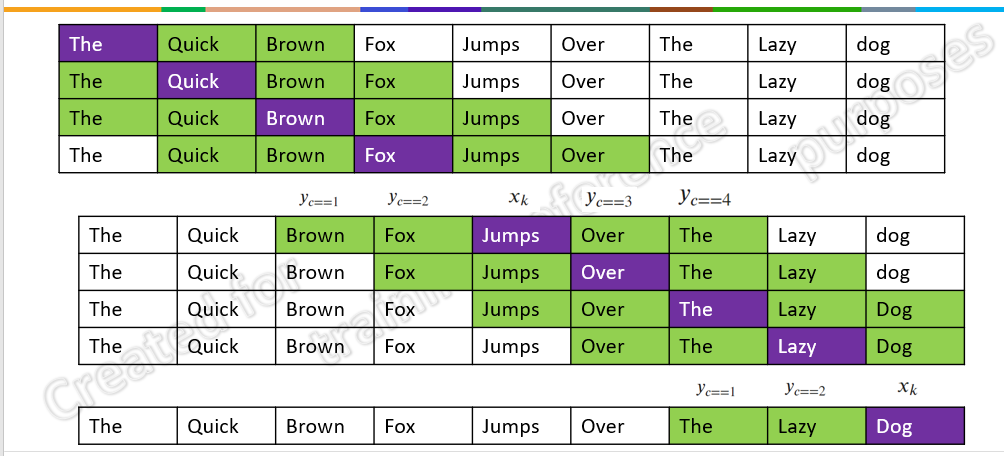 The Quick Brown Fox Jumps Over The Lazy dog
The Quick Brown Fox Jumps Over The Lazy dog
The Quick Brown Fox Jumps Over The Lazy dog
The Quick Brown Fox Jumps Over The Lazy dog
y_{c==1} y_{c==2} x_k y_{c==3} y_{c==4}
The Quick Brown Fox Jumps Over The Lazy dog
The Quick Brown Fox Jumps Over The Lazy dog
The Quick Brown Fox Jumps Over The Lazy Dog
The Quick Brown Fox Jumps Over The Lazy Dog
y_{c==1} y_{c==2} x_k
The Quick Brown Fox Jumps Over The Lazy Dog
Created for purposes